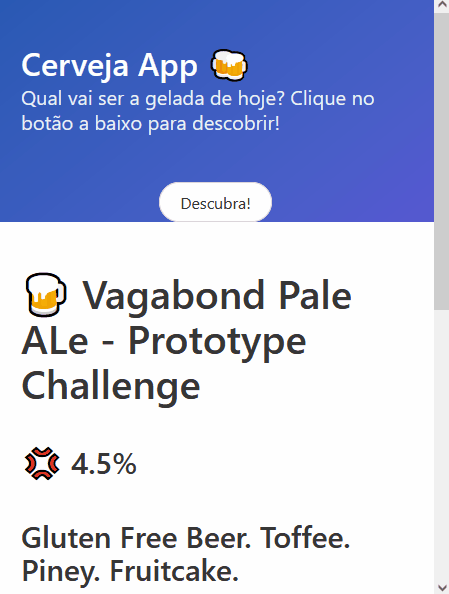 Cerveja App 🍻
Qual vai ser a gelada de hoje? Clique no
botão a baixo para descobrir!
Descubra!
🍺 Vagabond Pale
ALe - Prototype
Challenge
💢 4.5%
Gluten Free Beer. Toffee.
Piney. Fruitcake.